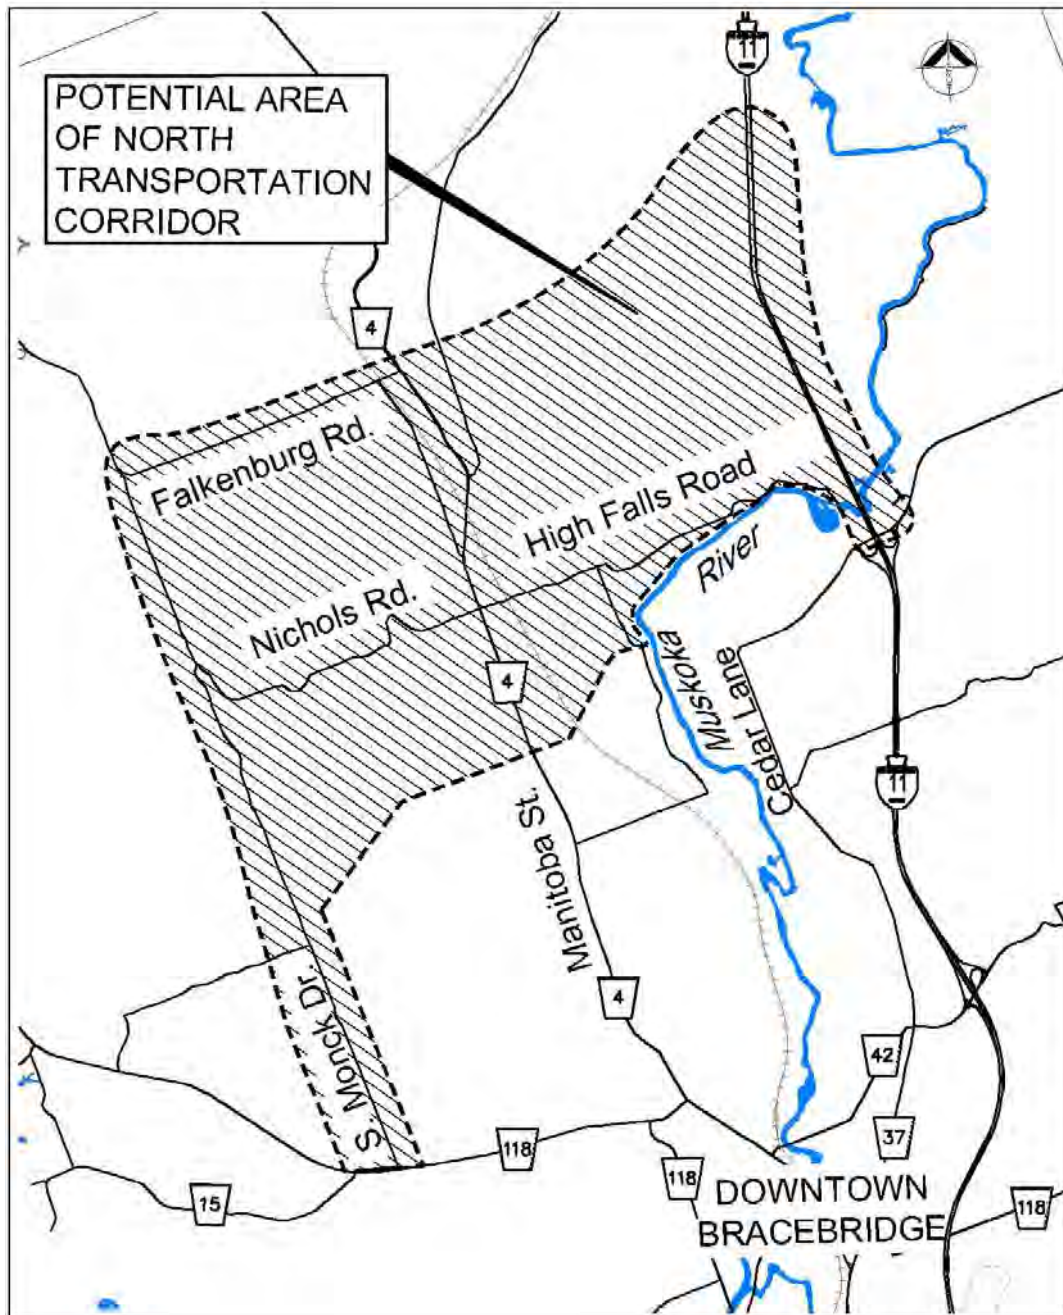 11
POTENTIAL AREA
OF NORTH
TRANSPORTATION
CORRIDOR
4
Falkenburg Rd.
High Falls Road
River
Nichols Rd.
Muskoka
4
Cedar Lane
11
Manitoba St.
S. Monck Dr.
4
42
37
118
118
15
118
DOWNTOWN
BRACEBRIDGE